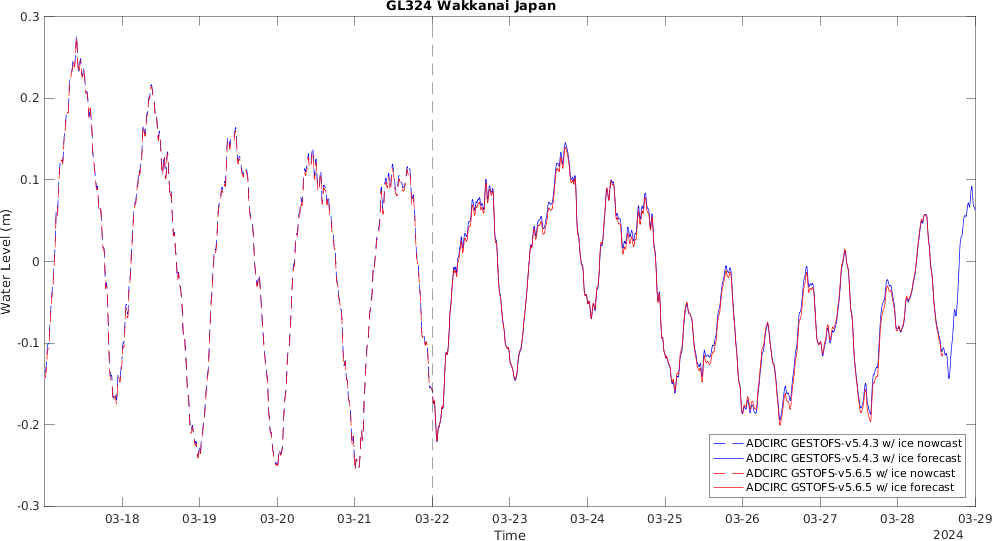 GL324 Wakkanai Japan
0.3
0.2
0.1
0
-0.1
-0.2
-0.3
Water Level (m)
ADCIRC GESTOFS-v5.4.3 w/ ice nowcast
ADCIRC GESTOFS-v5.4.3 w/ ice forecast
ADCIRC GSTOFS-v5.6.5 w/ ice nowcast
ADCIRC GSTOFS-v5.6.5 w/ ice forecast
03-18 03-19 03-20 03-21 03-22 03-23 03-24 03-25 03-26 03-27 03-28 03-29
Time
2024